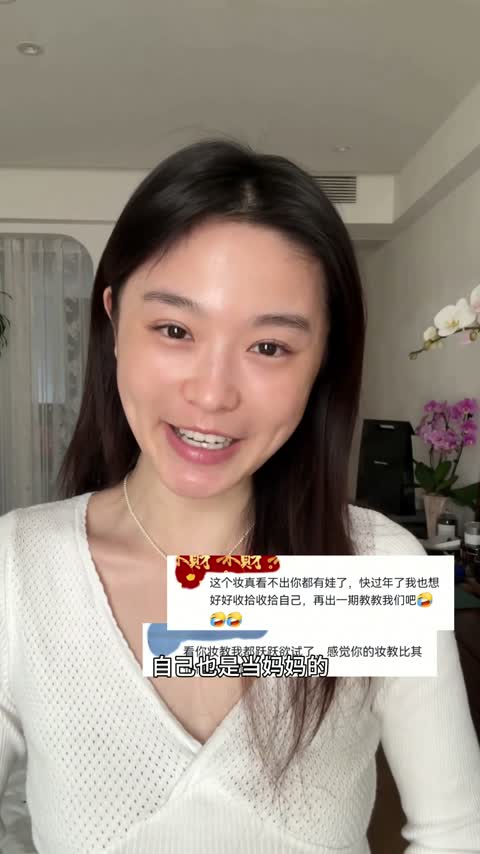 这个妆真看不出你都有娃了，快过年了我也想
好好收拾收拾自己，再出一期教教我们吧🤣
🤣🤣
看你妆教我都跃跃欲试了，感觉你的妆教比其
自己也是当妈妈的